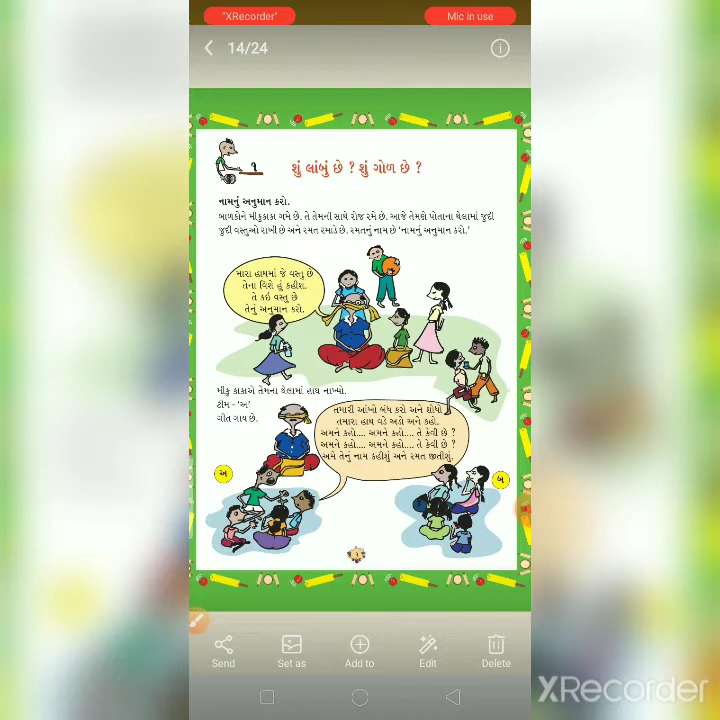 "XRecorder"
Mic in use
14/24
૧
શું લાંબું છે ? શું ગોળ છે ?
નામનું અનુમાન કરો.
બાળકોને મીકુકાકા ગમે છે. તે તેમની સાથે રોજ રમે છે. આજે તેમણે પોતાના થેલામાં જુદી
જુદી વસ્તુઓ રાખી છે અને રમત રમાડે છે. રમતનું નામ છે ‘નામનું અનુમાન કરો.’
મારા હાથમાં જે વસ્તુ છે
તેના વિશે હું કહીશ.
તે કઇ વસ્તુ છે
તેનું અનુમાન કરો.
મીકુ કાકાએ તેમના થેલામાં હાથ નાખ્યો.
ટીમ – ‘અ’
ગીત ગાય છે.
તમારી આંખો બંધ કરો અને શોધો
તમારા હાથ વડે અડો અને કહો.
અમને કહો.... અમને કહો.... તે કેવી છે ?
અમને કહો.... અમને કહો.... તે કેવી છે ?
અમે તેનું નામ કહીશું અને રમત જીતીશું.
અ
બ
Send
Set as
Add to
Edit
Delete
XRecorder